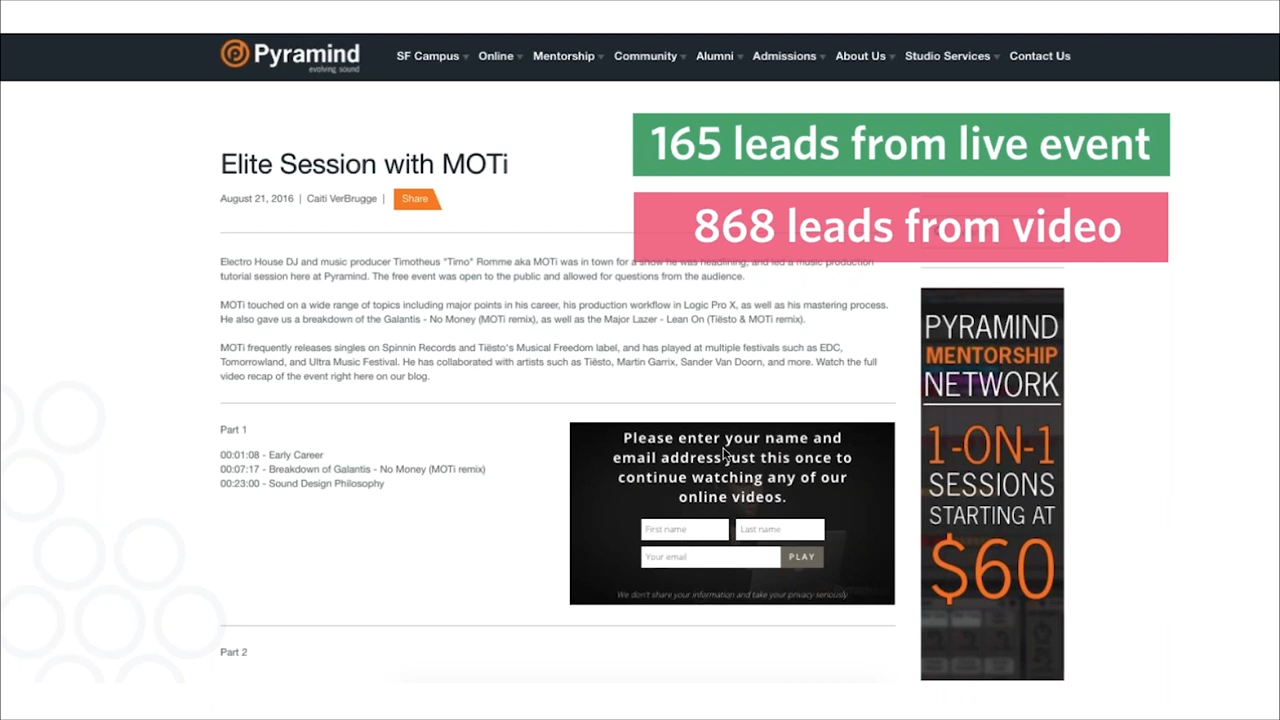 Pyramind
evolving sound
SF Campus Online Mentorship Community Alumni Admissions About Us Studio Services Contact Us
165 leads from live event
868 leads from video
Elite Session with MOTi
August 21, 2016 | Caiti VerBrugge |
Share
Electro House DJ and music producer Timotheus "Timo" Romme aka MOTi was in town for a show he was headlining, and led a music production
tutorial session here at Pyramind. The free event was open to the public and allowed for questions from the audience.
MOTi touched on a wide range of topics including major points in his career, his production workflow in Logic Pro X, as well as his mastering process.
He also gave us a breakdown of the Galantis - No Money (MOTi remix), as well as the Major Lazer - Lean On (Tiësto & MOTi remix).
MOTi frequently releases singles on Spinnin Records and Tiësto's Musical Freedom label, and has played at multiple festivals such as EDC,
Tomorrowland, and Ultra Music Festival. He has collaborated with artists such as Tiësto, Martin Garrix, Sander Van Doorn, and more. Watch the full
video recap of the event right here on our blog.
Part 1
00:01:08 - Early Career
00:07:17 - Breakdown of Galantis - No Money (MOTi remix)
00:23:00 - Sound Design Philosophy
Please enter your name and
email address just this once to
continue watching any of our
online videos.
First name
Last name
Your email
PLAY
We don't share your information and take your privacy seriously
Part 2
PYRAMIND
MENTORSHIP
NETWORK
1-ON-1
SESSIONS
STARTING AT
$60